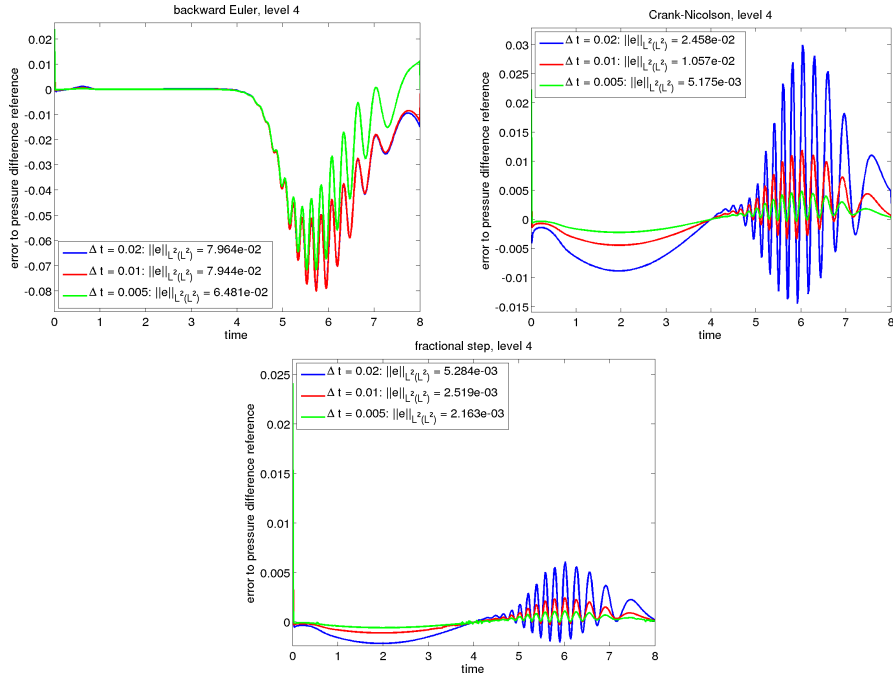 backward Euler, level 4
error to pressure difference reference
0.02
0.01
0
-0.01
-0.02
-0.03
-0.04
-0.05
-0.06
-0.07
-0.08
Δ t = 0.02: ||e||L²(L²) = 7.964e-02
Δ t = 0.01: ||e||L²(L²) = 7.944e-02
Δ t = 0.005: ||e||L²(L²) = 6.481e-02
0 1 2 3 4 5 6 7 8
time
Crank-Nicolson, level 4
error to pressure difference reference
0.03
0.025
0.02
0.015
0.01
0.005
0
-0.005
-0.01
-0.015
Δ t = 0.02: ||e||L²(L²) = 2.458e-02
Δ t = 0.01: ||e||L²(L²) = 1.057e-02
Δ t = 0.005: ||e||L²(L²) = 5.175e-03
0 1 2 3 4 5 6 7 8
time
fractional step, level 4
error to pressure difference reference
0.025
0.02
0.015
0.01
0.005
0
Δ t = 0.02: ||e||L²(L²) = 5.284e-03
Δ t = 0.01: ||e||L²(L²) = 2.519e-03
Δ t = 0.005: ||e||L²(L²) = 2.163e-03
0 1 2 3 4 5 6 7 8
time